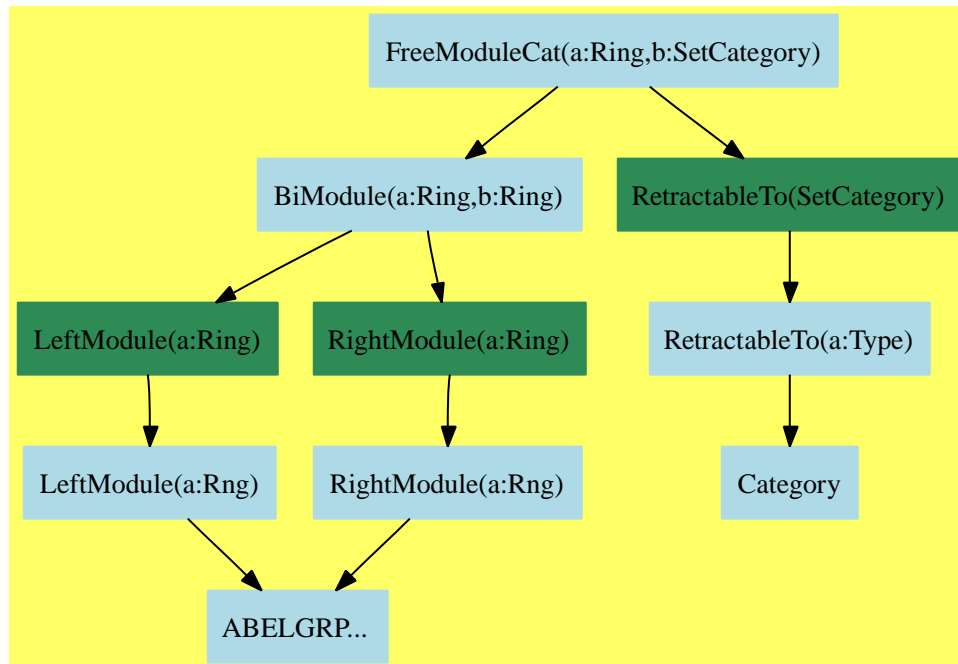 FreeModuleCat(a:Ring,b:SetCategory)
BiModule(a:Ring,b:Ring)
RetractableTo(SetCategory)
LeftModule(a:Ring)
RightModule(a:Ring)
RetractableTo(a:Type)
LeftModule(a:Rng)
RightModule(a:Rng)
Category
ABELGRP...